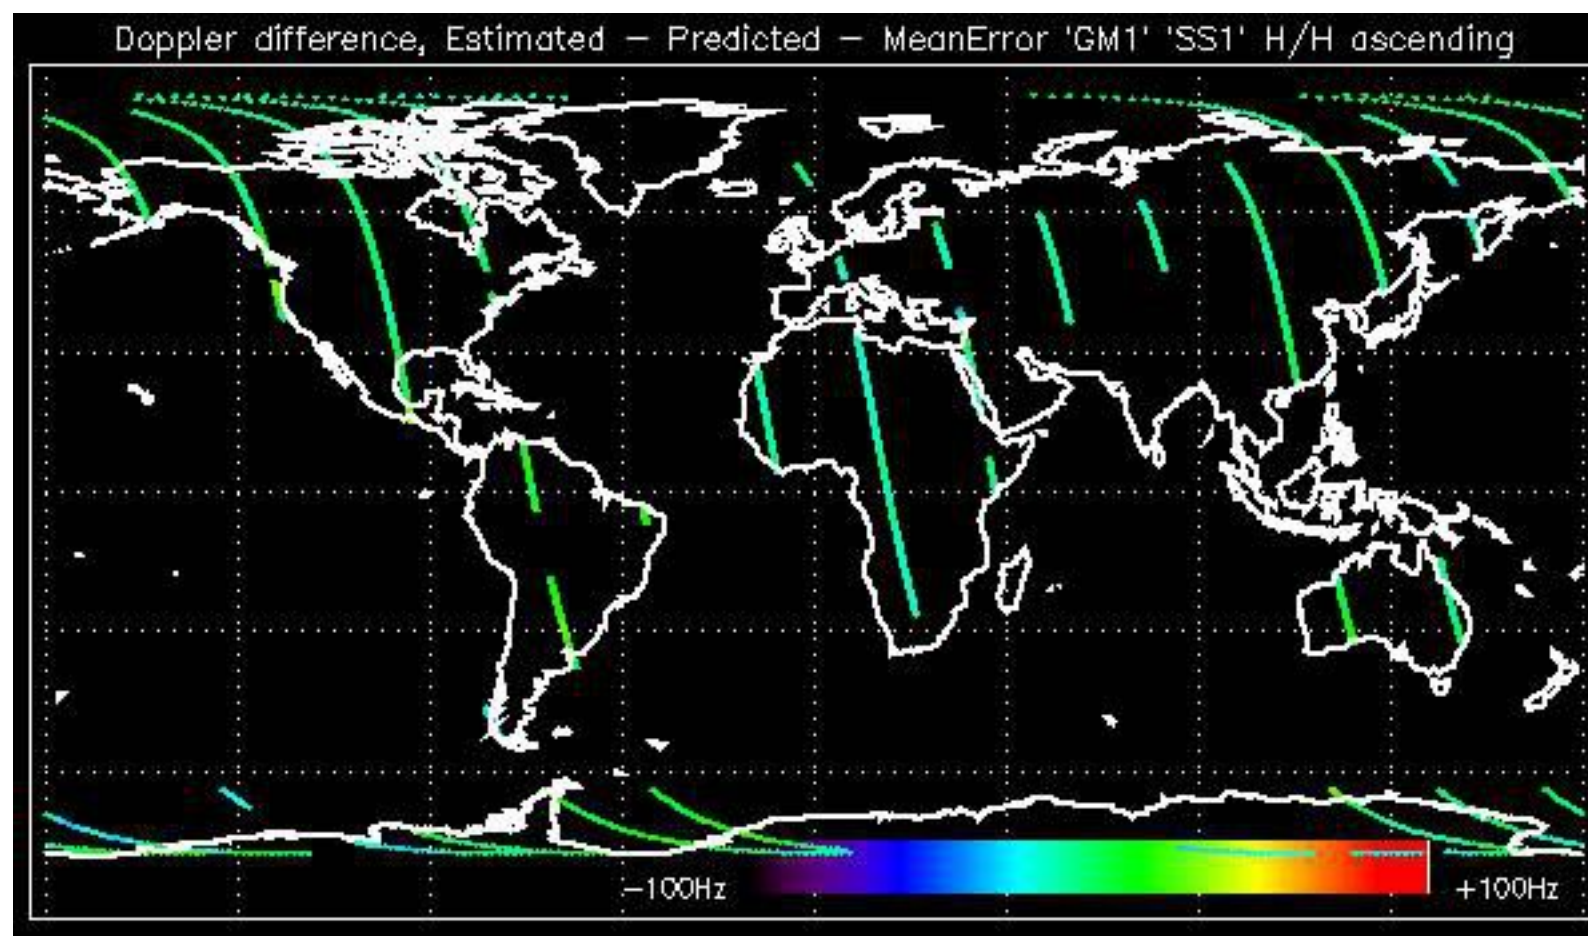 Doppler difference, Estimated – Predicted – MeanError 'GM1' 'SS1' H/H ascending
–100Hz +100Hz